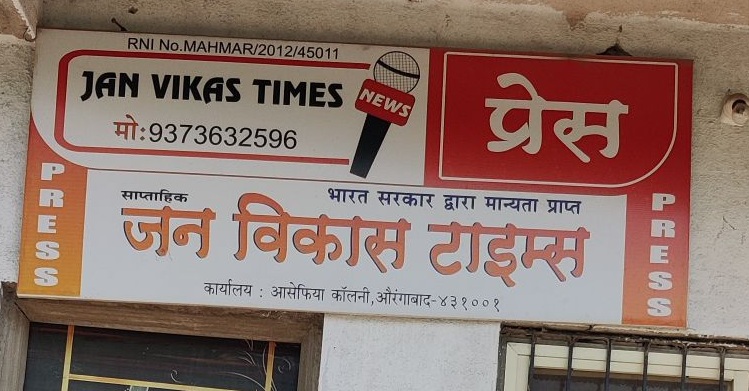 RNI No.MAHMAR/2012/45011
JAN VIKAS TIMES
NEWS
मो:9373632596
प्रेस
PRESS
साप्ताहिक
भारत सरकार द्वारा मान्यता प्राप्त
जन विकास टाइम्स
कार्यालय : आसेफिया कॉलनी,औरंगाबाद-४३१००१
PRESS